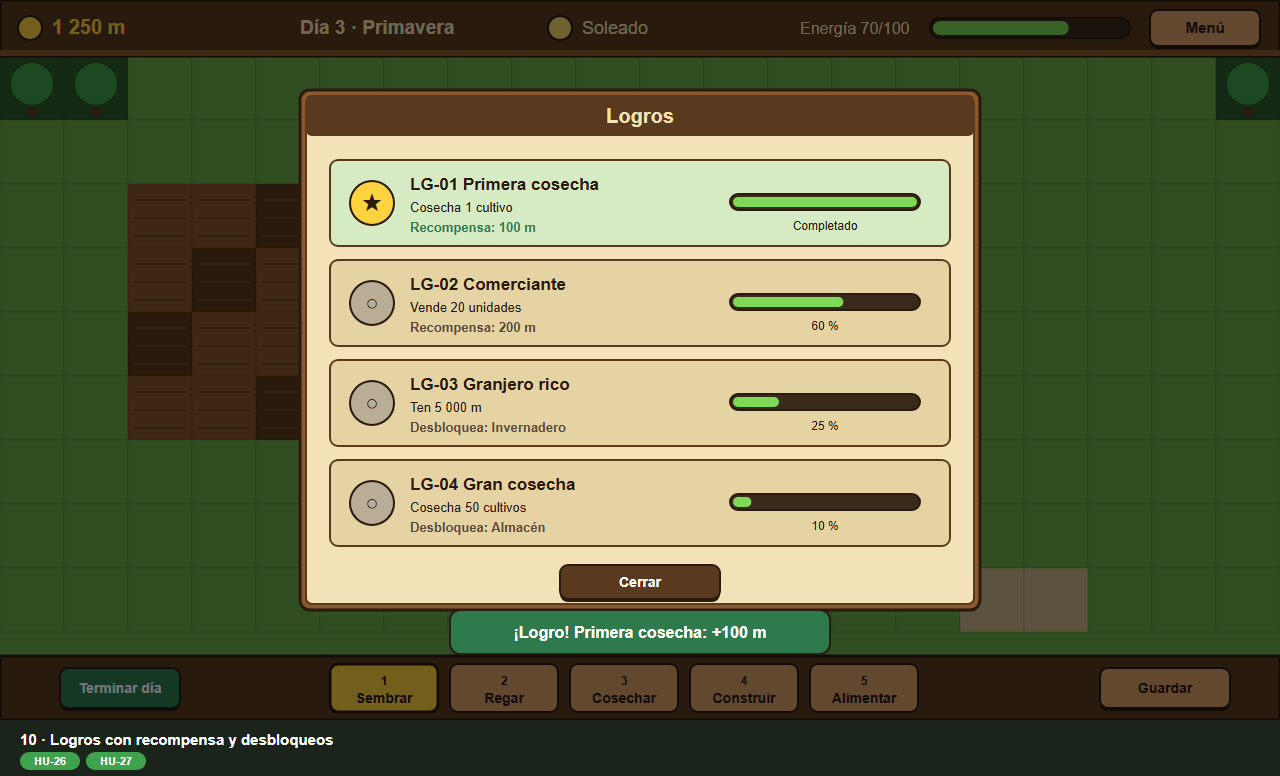 1 250 m
Día 3 · Primavera
Soleado
Energía 70/100
Menú
Logros
★
LG-01 Primera cosecha
Cosecha 1 cultivo
Recompensa: 100 m
Completado
LG-02 Comerciante
Vende 20 unidades
Recompensa: 200 m
60 %
LG-03 Granjero rico
Ten 5 000 m
Desbloquea: Invernadero
25 %
LG-04 Gran cosecha
Cosecha 50 cultivos
Desbloquea: Almacén
10 %
Cerrar
¡Logro! Primera cosecha: +100 m
Terminar día
1
Sembrar
2
Regar
3
Cosechar
4
Construir
5
Alimentar
Guardar
10 · Logros con recompensa y desbloqueos
HU-26
HU-27